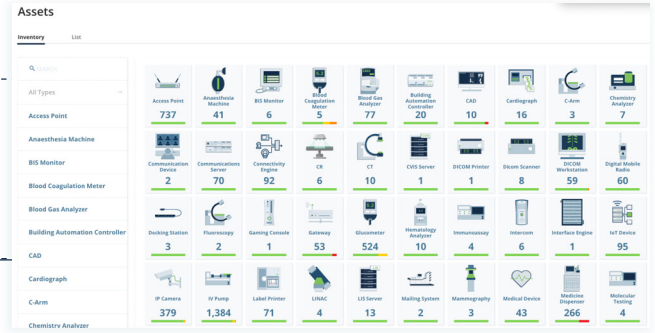 Assets
Inventory
List
SEARCH
All Types
Access Point
Anaesthesia Machine
BIS Monitor
Blood Coagulation Meter
Blood Gas Analyzer
Building Automation Controller
CAD
Cardiograph
C-Arm
Chemistry Analyzer
Access Point
737
Anaesthesia Machine
41
BIS Monitor
6
Blood Coagulation Meter
5
Blood Gas Analyzer
77
Building Automation Controller
20
CAD
10
Cardiograph
16
C-Arm
3
Chemistry Analyzer
7
Communication Device
2
Communications Server
70
Connectivity Engine
92
CR
6
CT
10
CVIS Server
1
DICOM Printer
1
Dicom Scanner
8
DICOM Workstation
59
Digital Mobile Radio
60
Docking Station
3
Fluoroscopy
2
Gaming Console
1
Gateway
53
Glucometer
524
Hematology Analyzer
10
Immunoassay
4
Intercom
6
Interface Engine
1
IoT Device
95
IP Camera
379
IV Pump
1,384
Label Printer
71
LINAC
4
LIS Server
13
Mailing System
2
Mammography
3
Medical Device
43
Medicine Dispenser
266
Molecular Testing
4